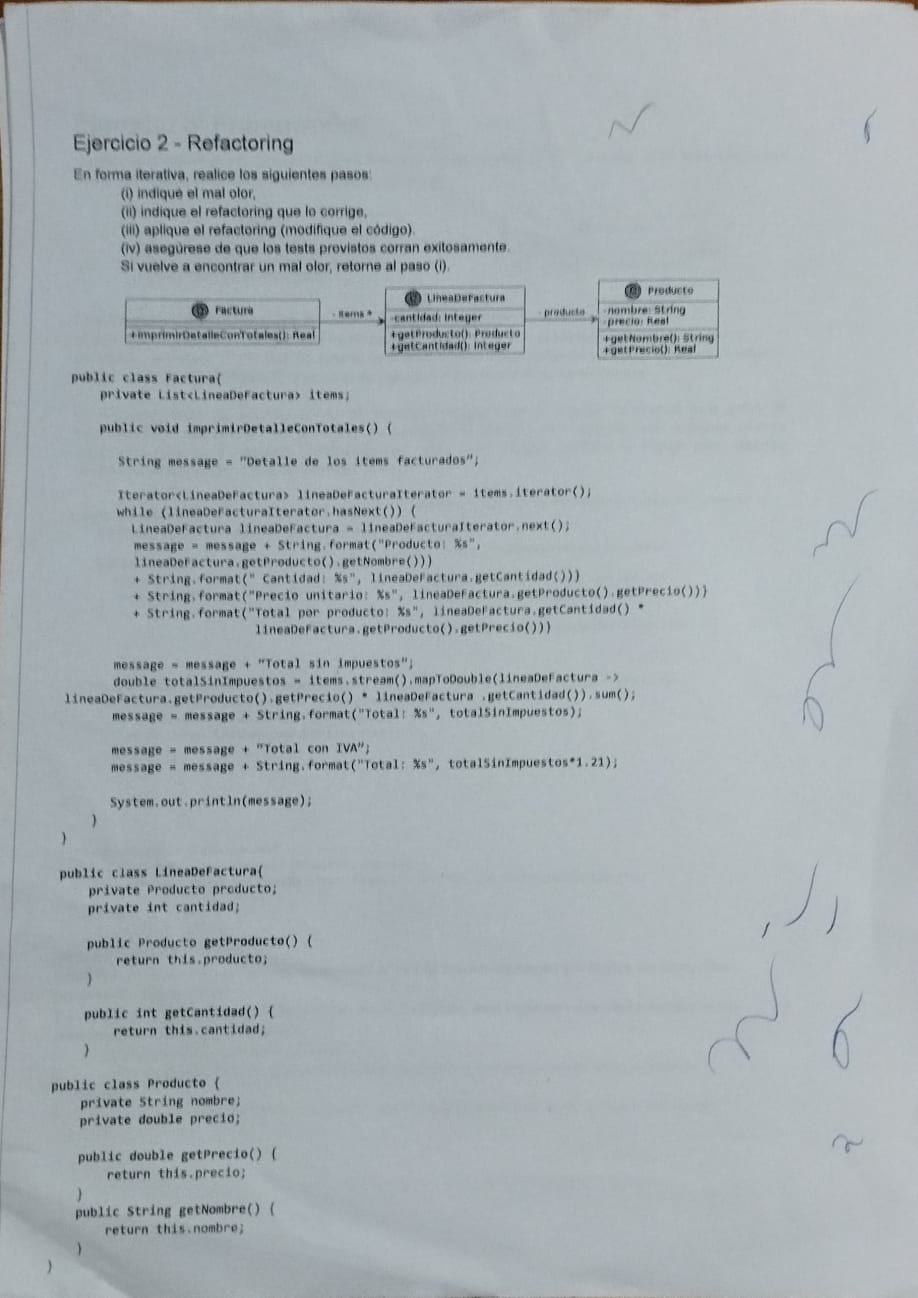 Ejercicio 2 - Refactoring
En forma iterativa, realice los siguientes pasos:
(i) indique el mal olor,
(ii) indique el refactoring que lo corrige,
(iii) aplique el refactoring (modifique el código).
(iv) asegúrese de que los tests provistos corran exitosamente.
Si vuelve a encontrar un mal olor, retorne al paso (i).
Factura
+imprimirDetalleConTotales(): Real
- items *
LineaDeFactura
-cantidad: Integer
+getProducto(): Producto
+getCantidad(): Integer
- producto
Producto
-nombre: String
-precio: Real
+getNombre(): String
+getPrecio(): Real
public class Factura{
private List<LineaDeFactura> items;
public void imprimirDetalleConTotales() {
String message = "Detalle de los items facturados";
Iterator<LineaDeFactura> lineaDeFacturaIterator = items.iterator();
while (lineaDeFacturaIterator.hasNext()) {
LineaDeFactura lineaDeFactura = lineaDeFacturaIterator.next();
message = message + String.format("Producto: %s",
lineaDeFactura.getProducto().getNombre()))
+ String.format(" Cantidad: %s", lineaDeFactura.getCantidad()))
+ String.format("Precio unitario: %s", lineaDeFactura.getProducto().getPrecio()))
+ String.format("Total por producto: %s", lineaDeFactura.getCantidad() *
lineaDeFactura.getProducto().getPrecio())}
message = message + "Total sin impuestos";
double totalSinImpuestos = items.stream().mapToDouble(lineaDeFactura ->
lineaDeFactura.getProducto().getPrecio() * lineaDeFactura .getCantidad()).sum();
message = message + String.format("Total: %s", totalSinImpuestos);
message = message + "Total con IVA";
message = message + String.format("Total: %s", totalSinImpuestos*1.21);
System.out.println(message);
}
}
public class LineaDeFactura{
private Producto producto;
private int cantidad;
public Producto getProducto() {
return this.producto;
}
public int getCantidad() {
return this.cantidad;
}
public class Producto {
private String nombre;
private double precio;
public double getPrecio() {
return this.precio;
}
public String getNombre() {
return this.nombre;
}
}